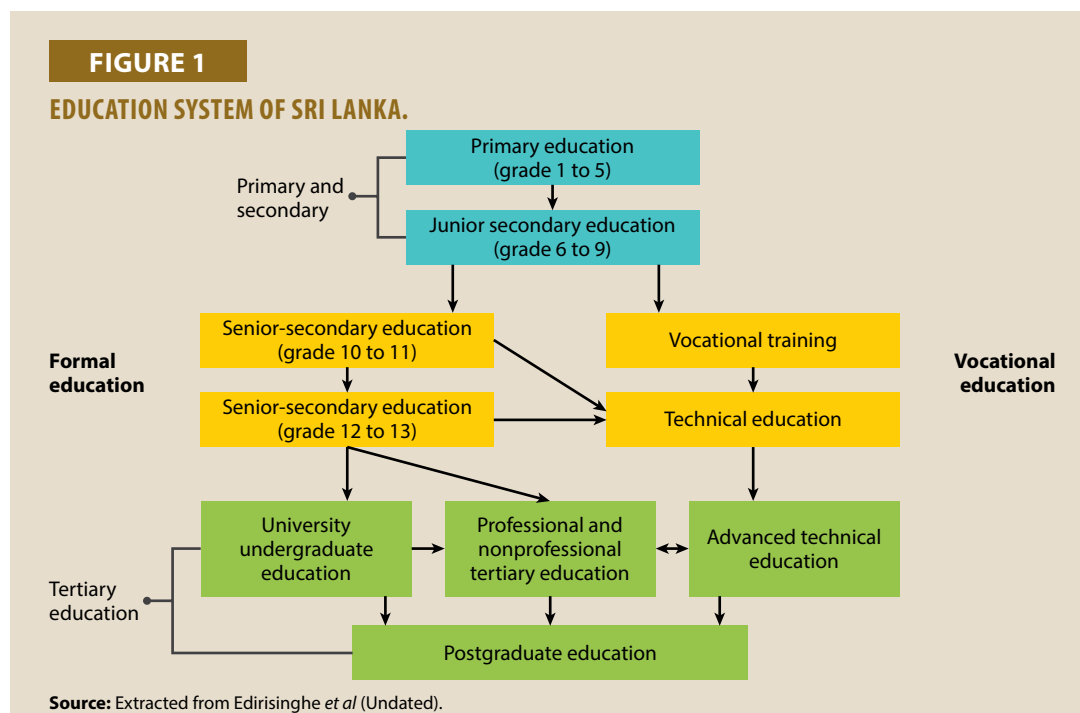 FIGURE 1
EDUCATION SYSTEM OF SRI LANKA.
Primary education
(grade 1 to 5)
Primary and
secondary
Junior secondary education
(grade 6 to 9)
Formal
education
Senior-secondary education
(grade 10 to 11)
Vocational training
Vocational
education
Senior-secondary education
(grade 12 to 13)
Technical education
Tertiary
education
University
undergraduate
education
Professional and
nonprofessional
tertiary education
Advanced technical
education
Postgraduate education
Source: Extracted from Edirisinghe et al (Undated).